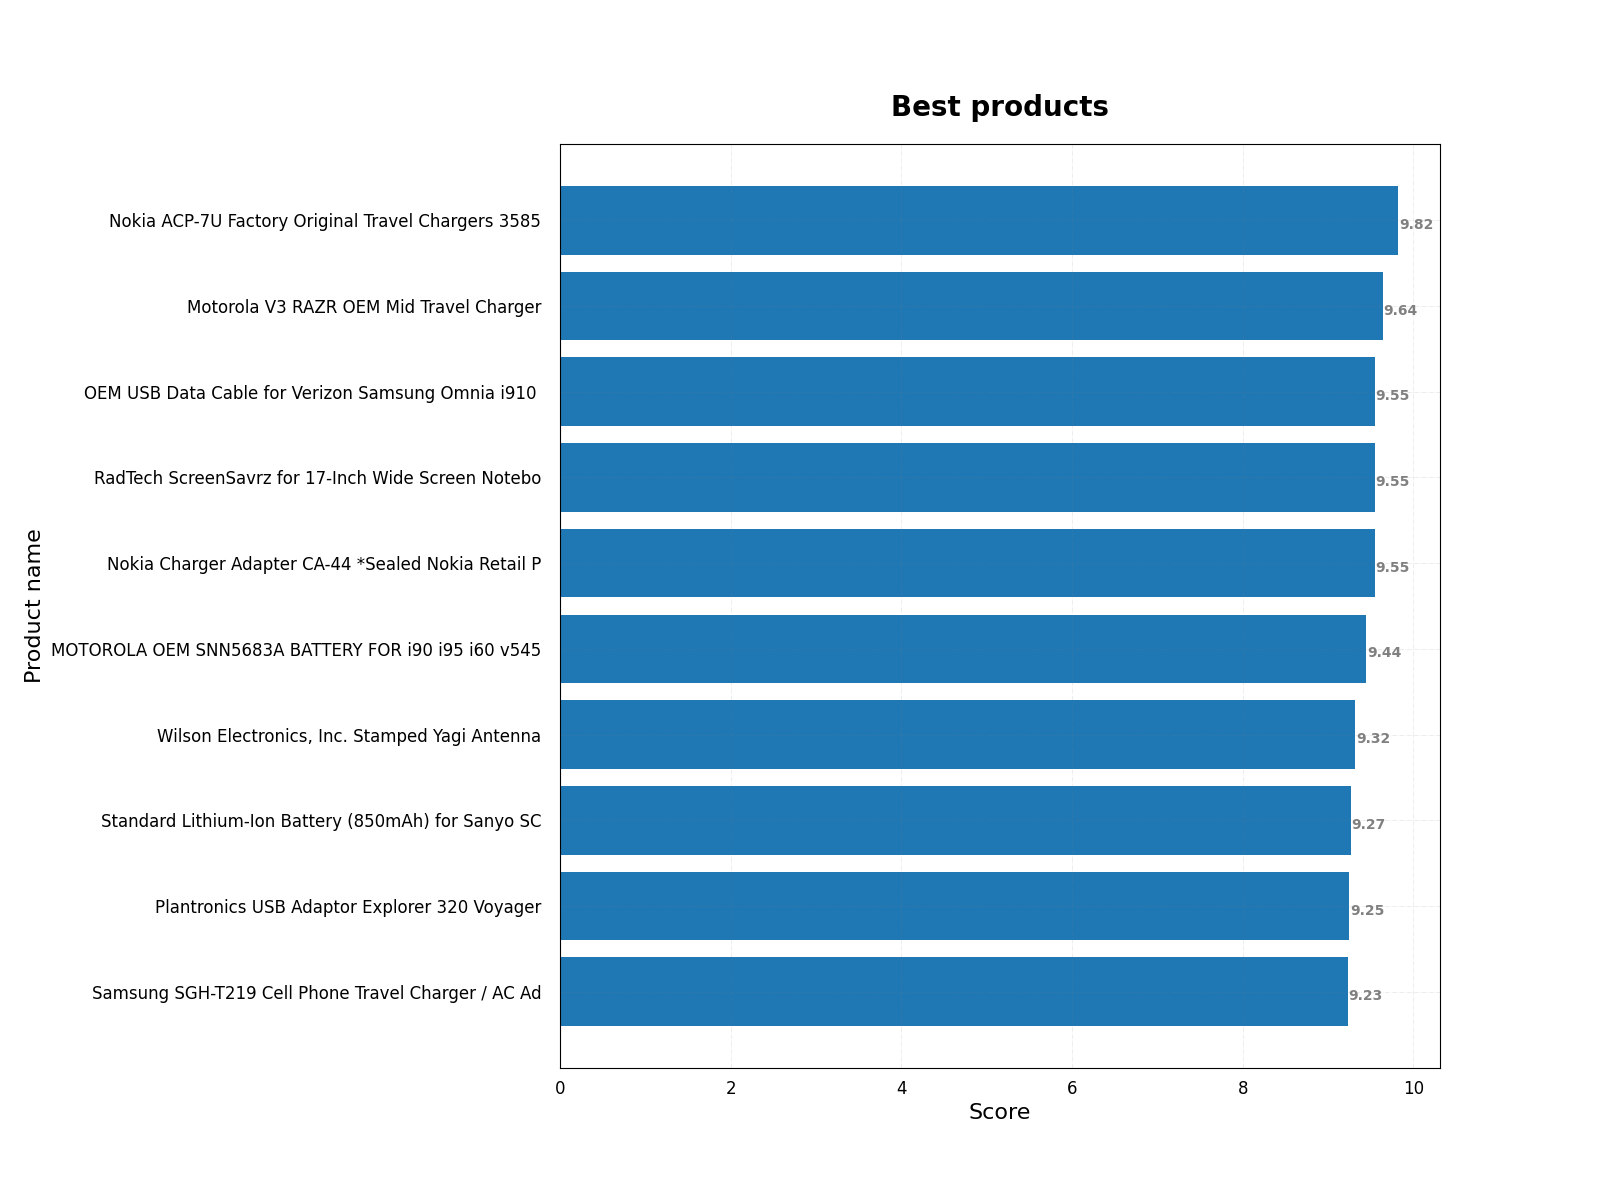 Best products
Nokia ACP-7U Factory Original Travel Chargers 3585
9.82
Motorola V3 RAZR OEM Mid Travel Charger
9.64
OEM USB Data Cable for Verizon Samsung Omnia i910
9.55
RadTech ScreenSavrz for 17-Inch Wide Screen Notebo
9.55
Nokia Charger Adapter CA-44 *Sealed Nokia Retail P
9.55
MOTOROLA OEM SNN5683A BATTERY FOR i90 i95 i60 v545
9.44
Wilson Electronics, Inc. Stamped Yagi Antenna
9.32
Standard Lithium-Ion Battery (850mAh) for Sanyo SC
9.27
Plantronics USB Adaptor Explorer 320 Voyager
9.25
Samsung SGH-T219 Cell Phone Travel Charger / AC Ad
9.23
Product name
0 2 4 6 8 10
Score